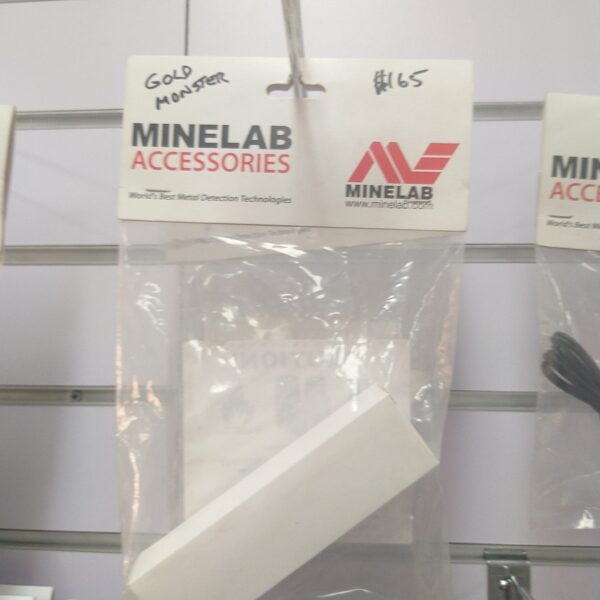 GOLD
MONSTER
$165
MINELAB
ACCESSORIES
World's Best Metal Detection Technologies
MINELAB
www.minelab.com
MIN
ACCE
World's Best Me